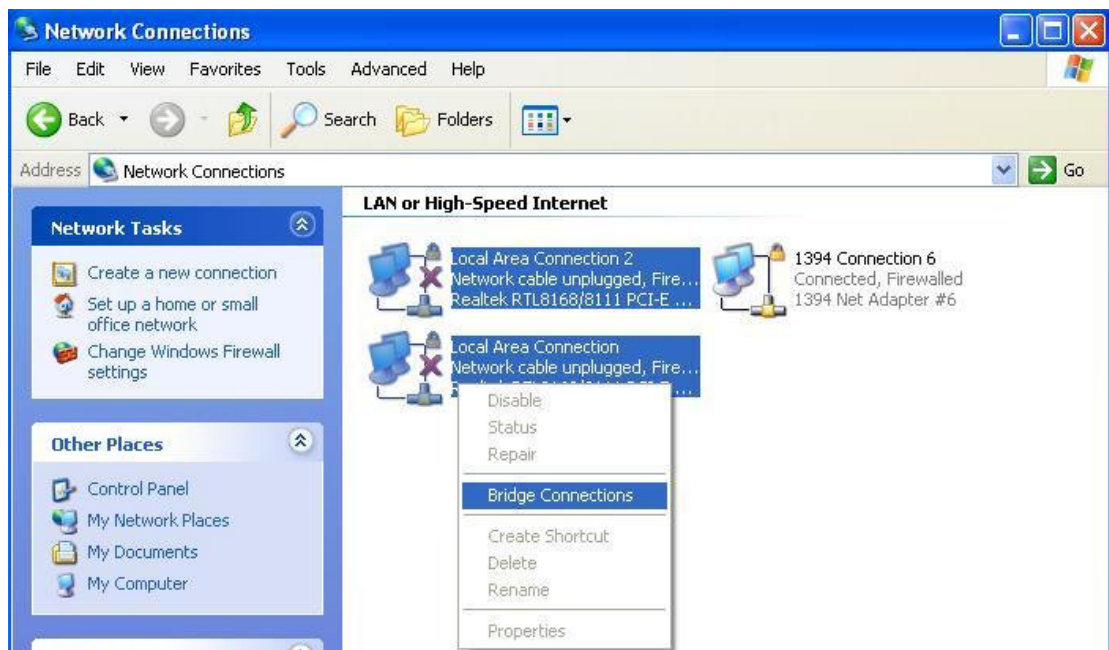 Network Connections
File Edit View Favorites Tools Advanced Help
Back Search Folders
Address Network Connections Go
Network Tasks
Create a new connection
Set up a home or small
office network
Change Windows Firewall
settings
Other Places
Control Panel
My Network Places
My Documents
My Computer
LAN or High-Speed Internet
Local Area Connection 2
Network cable unplugged, Fire...
Realtek RTL8168/8111 PCI-E ...
1394 Connection 6
Connected, Firewalled
1394 Net Adapter #6
Local Area Connection
Network cable unplugged, Fire...
Disable
Status
Repair
Bridge Connections
Create Shortcut
Delete
Rename
Properties